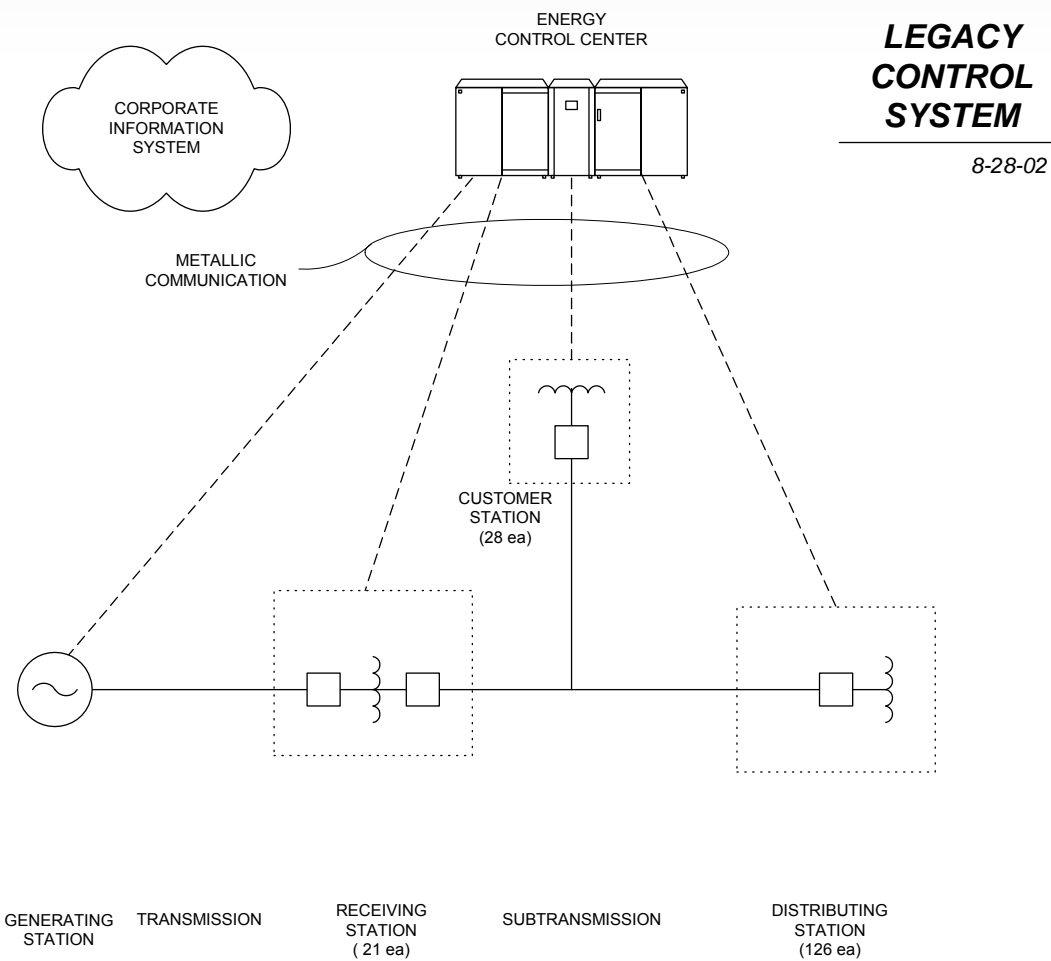 ENERGY
CONTROL CENTER
LEGACY
CONTROL
SYSTEM
8-28-02
CORPORATE
INFORMATION
SYSTEM
METALLIC
COMMUNICATION
CUSTOMER
STATION
(28 ea)
GENERATING
STATION
TRANSMISSION
RECEIVING
STATION
( 21 ea)
SUBTRANSMISSION
DISTRIBUTING
STATION
(126 ea)